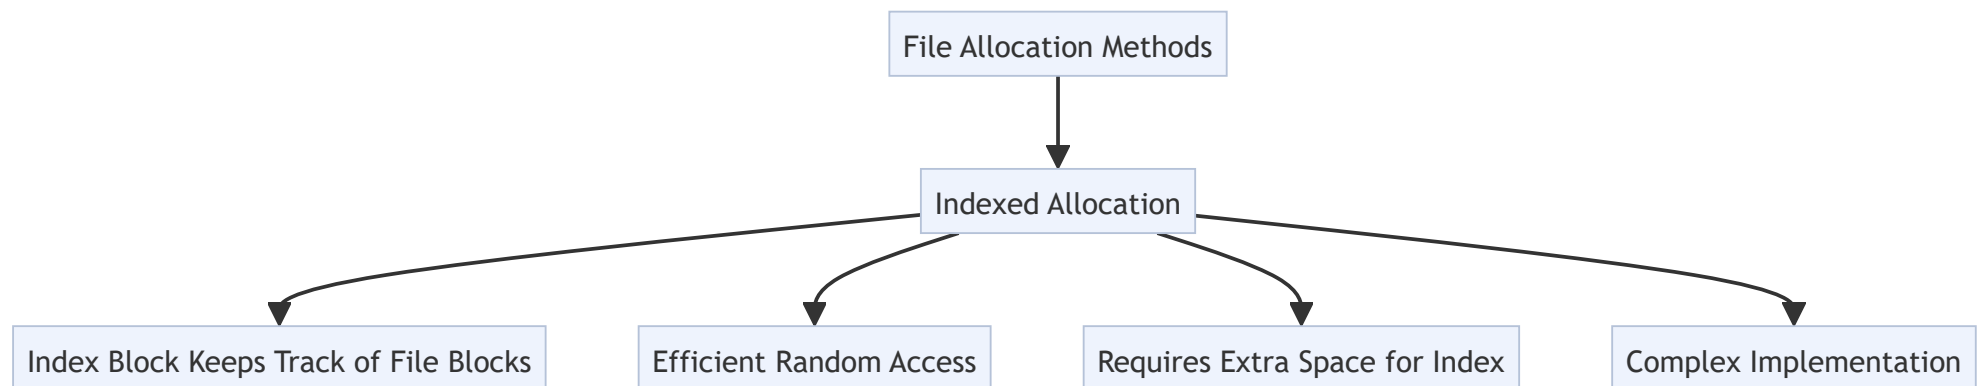 File Allocation Methods
Indexed Allocation
Index Block Keeps Track of File Blocks
Efficient Random Access
Requires Extra Space for Index
Complex Implementation